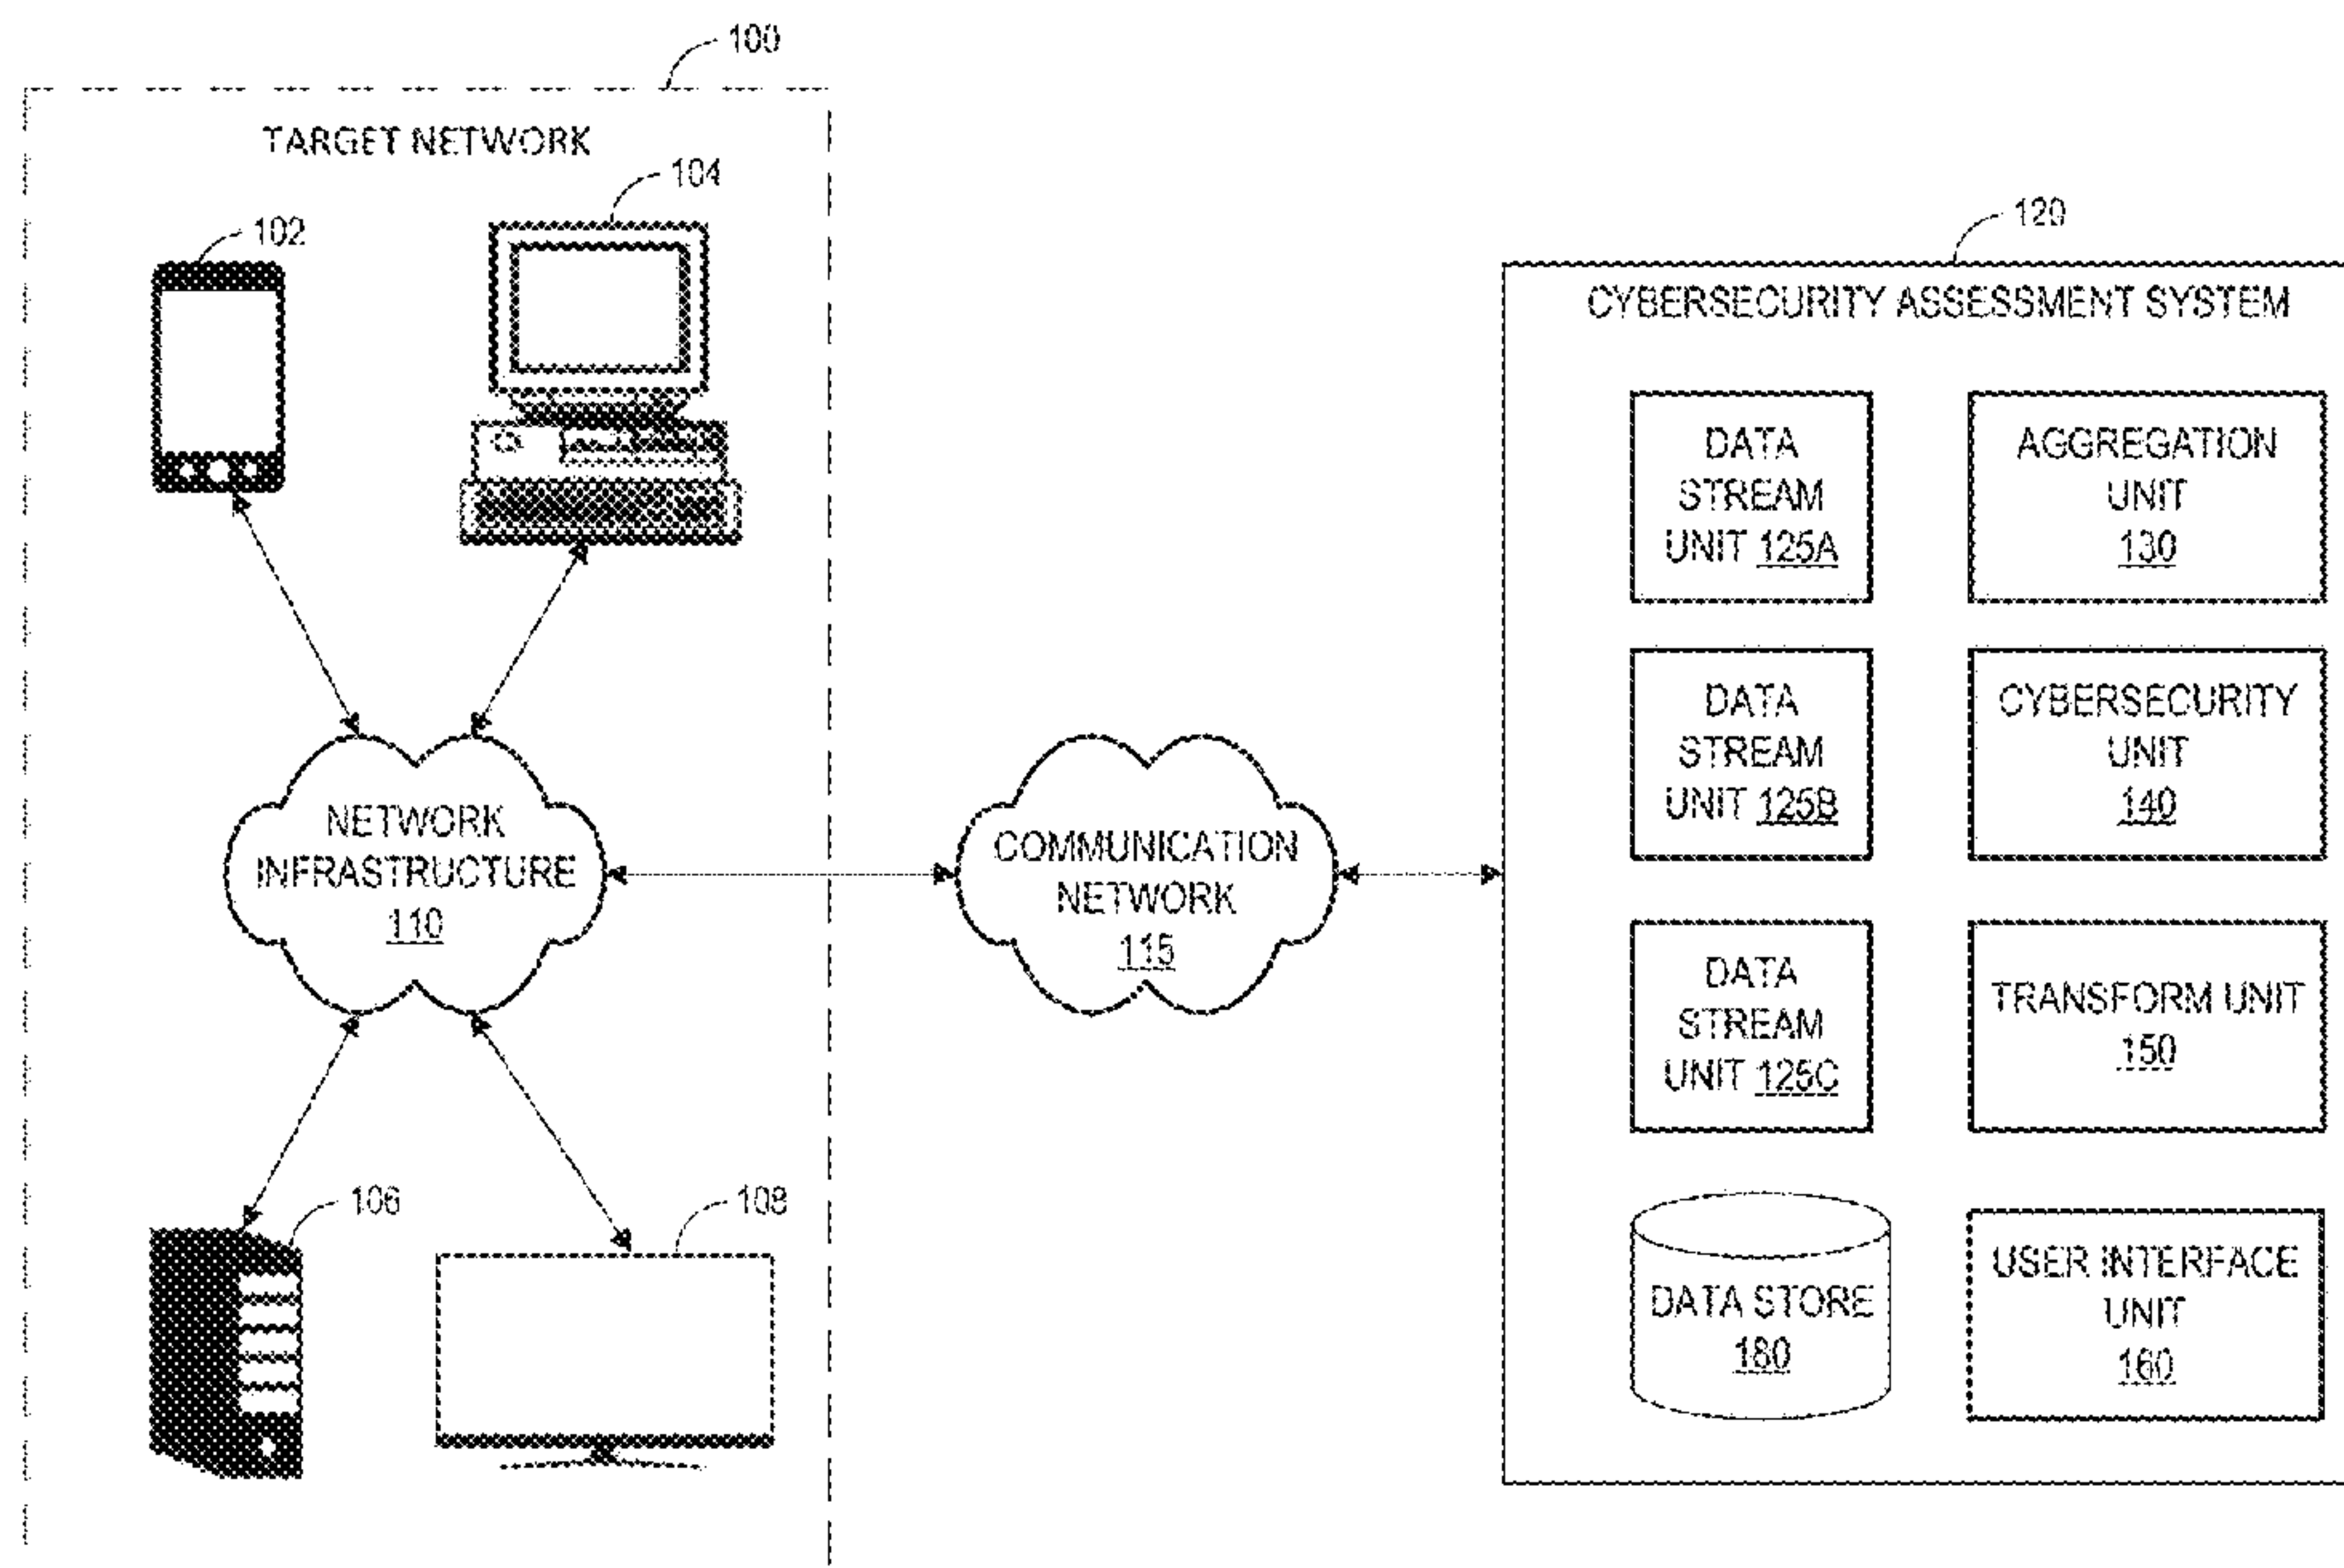 100
TARGET NETWORK
104
102
120
CYBERSECURITY ASSESSMENT SYSTEM
DATA
STREAM
UNIT 125A
AGGREGATION
UNIT
130
DATA
STREAM
UNIT 125B
CYBERSECURITY
UNIT
140
NETWORK
INFRASTRUCTURE
110
COMMUNICATION
NETWORK
115
DATA
STREAM
UNIT 125C
TRANSFORM UNIT
150
106
108
DATA STORE
180
USER INTERFACE
UNIT
160